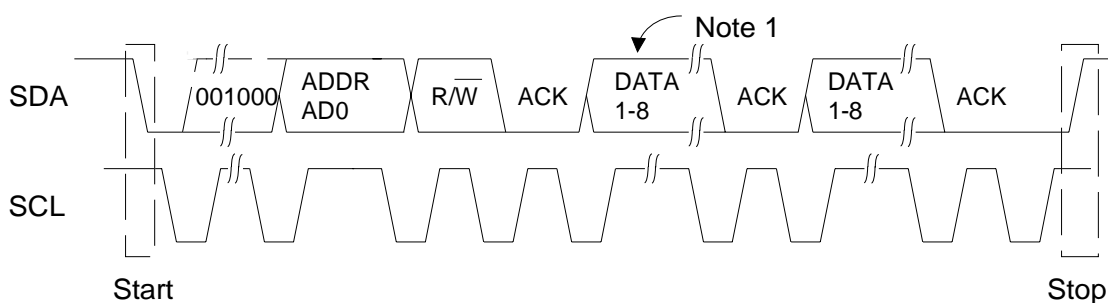 Note 1
SDA
001000
ADDR
AD0
R/W
ACK
DATA
1-8
ACK
DATA
1-8
ACK
SCL
Start
Stop